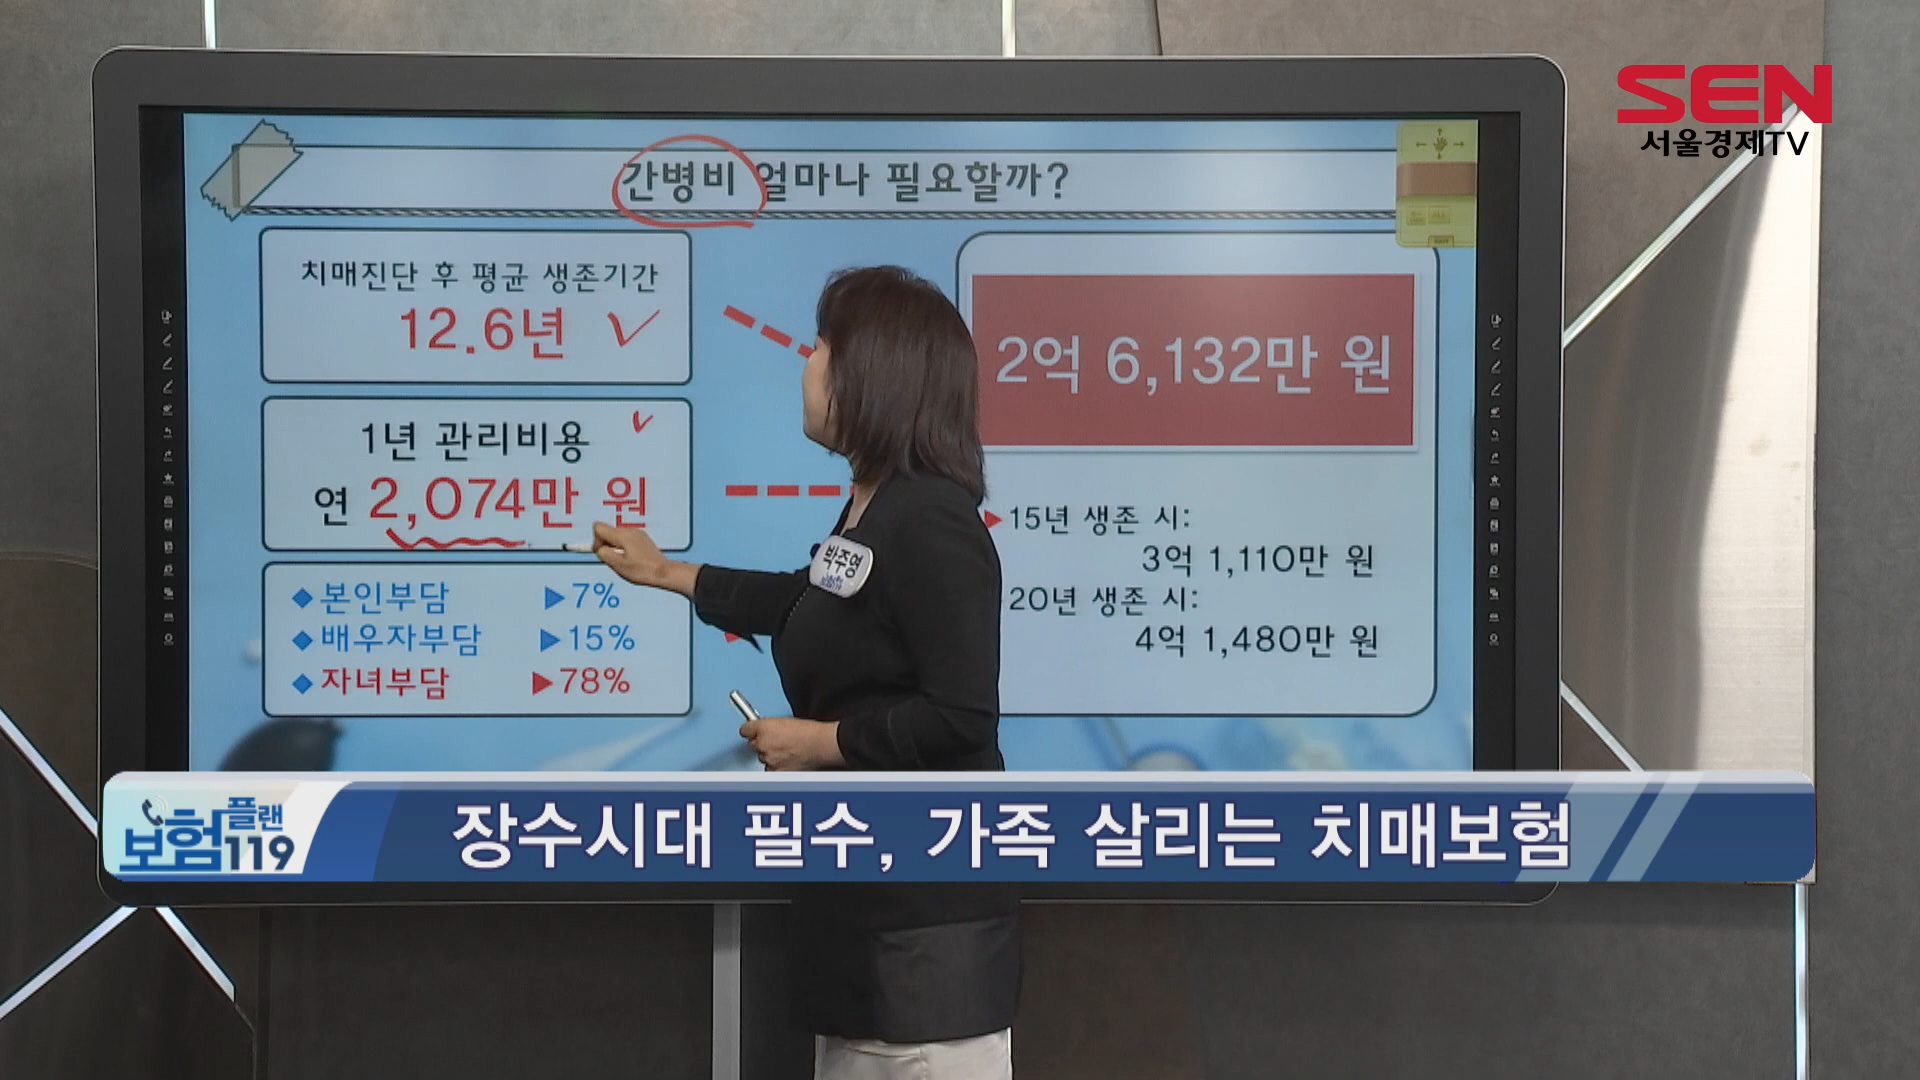 SEN
서울경제TV
간병비 얼마나 필요할까?
치매진단 후 평균 생존기간
12.6년
1년 관리비용
연 2,074만 원
본인부담 ▶7%
배우자부담 ▶15%
자녀부담 ▶78%
2억 6,132만 원
▶15년 생존 시:
3억 1,110만 원
20년 생존 시:
4억 1,480만 원
박주영
보험플랜119
장수시대 필수, 가족 살리는 치매보험